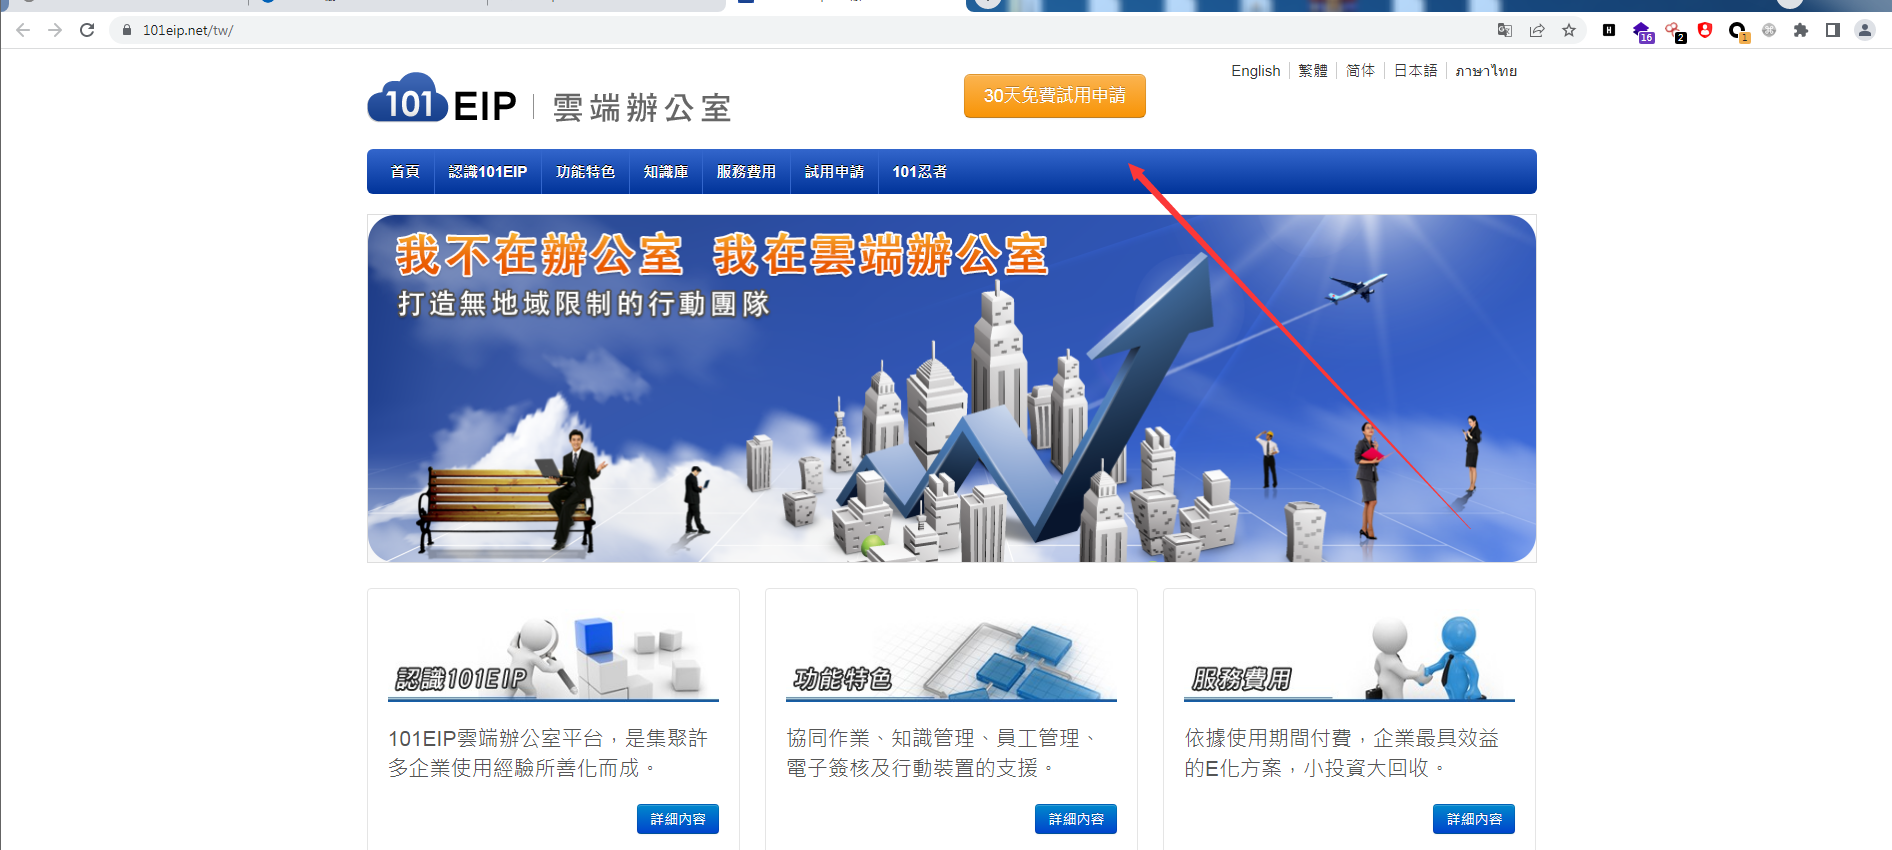 101eip.net/tw/
16
2
1
English 繁體 简体 日本語 ภาษาไทย
101 EIP 雲端辦公室
30天免費試用申請
首頁 認識101EIP 功能特色 知識庫 服務費用 試用申請 101忍者
我不在辦公室 我在雲端辦公室
打造無地域限制的行動團隊
認識101EIP
101EIP雲端辦公室平台，是集聚許
多企業使用經驗所善化而成。
詳細內容
功能特色
協同作業、知識管理、員工管理、
電子簽核及行動裝置的支援。
詳細內容
服務費用
依據使用期間付費，企業最具效益
的E化方案，小投資大回收。
詳細內容